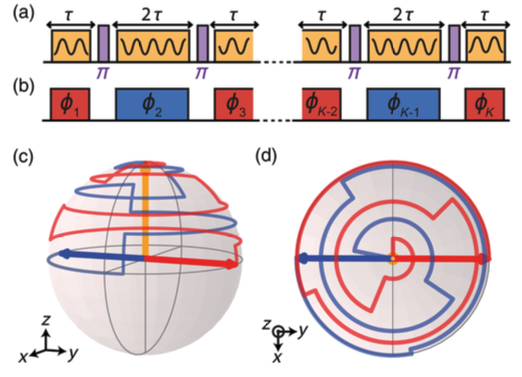 (a) τ 2τ τ τ 2τ τ
π π π π
(b) ϕ1 ϕ2 ϕ3 ϕK-2 ϕK-1 ϕK
(c) (d)
z x y
z y x